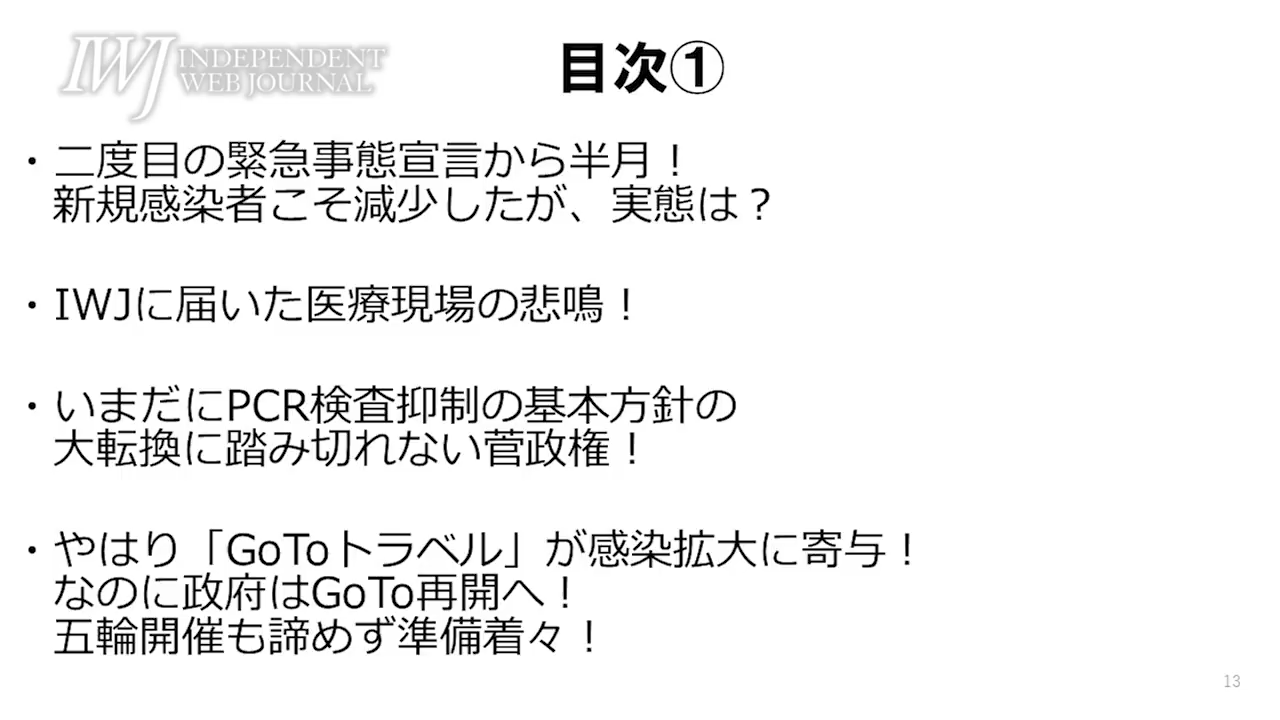 IWJ INDEPENDENT
WEB JOURNAL
目次①
・二度目の緊急事態宣言から半月！
新規感染者こそ減少したが、実態は？
・IWJに届いた医療現場の悲鳴！
・いまだにPCR検査抑制の基本方針の
大転換に踏み切れない菅政権！
・やはり「GoToトラベル」が感染拡大に寄与！
なのに政府はGoTo再開へ！
五輪開催も諦めず準備着々！
13